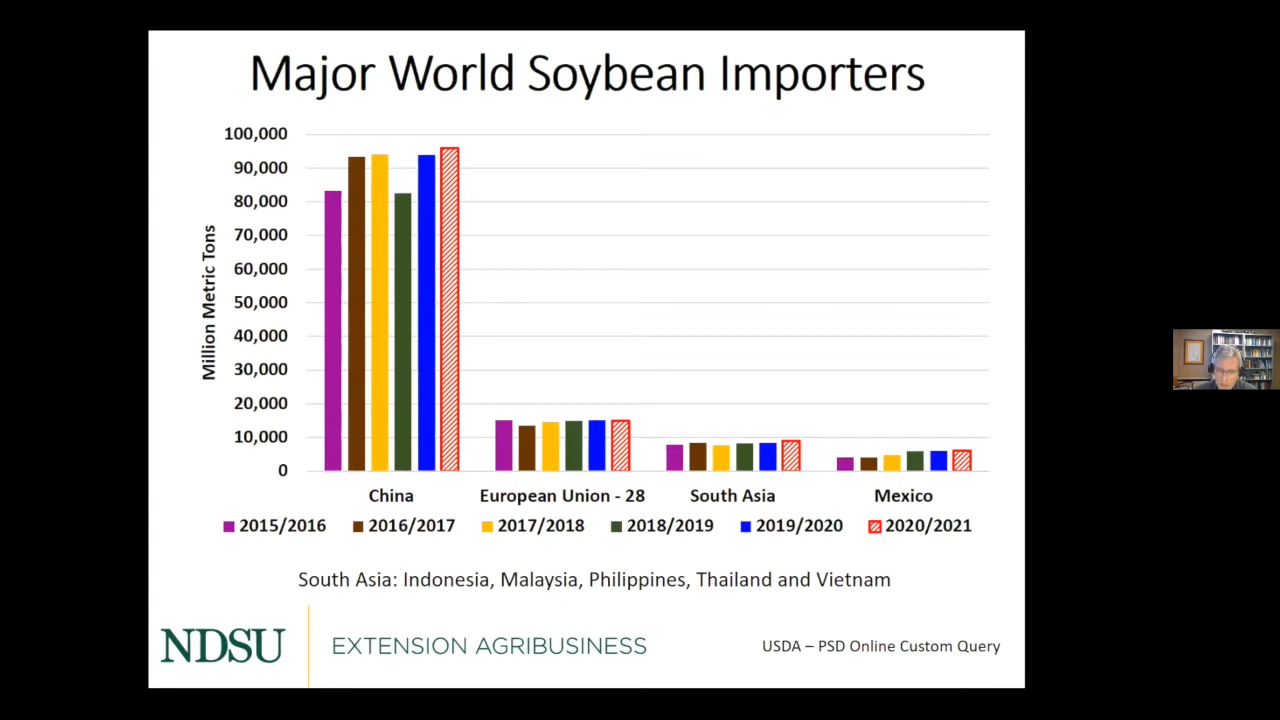 Major World Soybean Importers
Million Metric Tons
100,000
90,000
80,000
70,000
60,000
50,000
40,000
30,000
20,000
10,000
0
China European Union - 28 South Asia Mexico
2015/2016 2016/2017 2017/2018 2018/2019 2019/2020 2020/2021
South Asia: Indonesia, Malaysia, Philippines, Thailand and Vietnam
NDSU EXTENSION AGRIBUSINESS USDA – PSD Online Custom Query